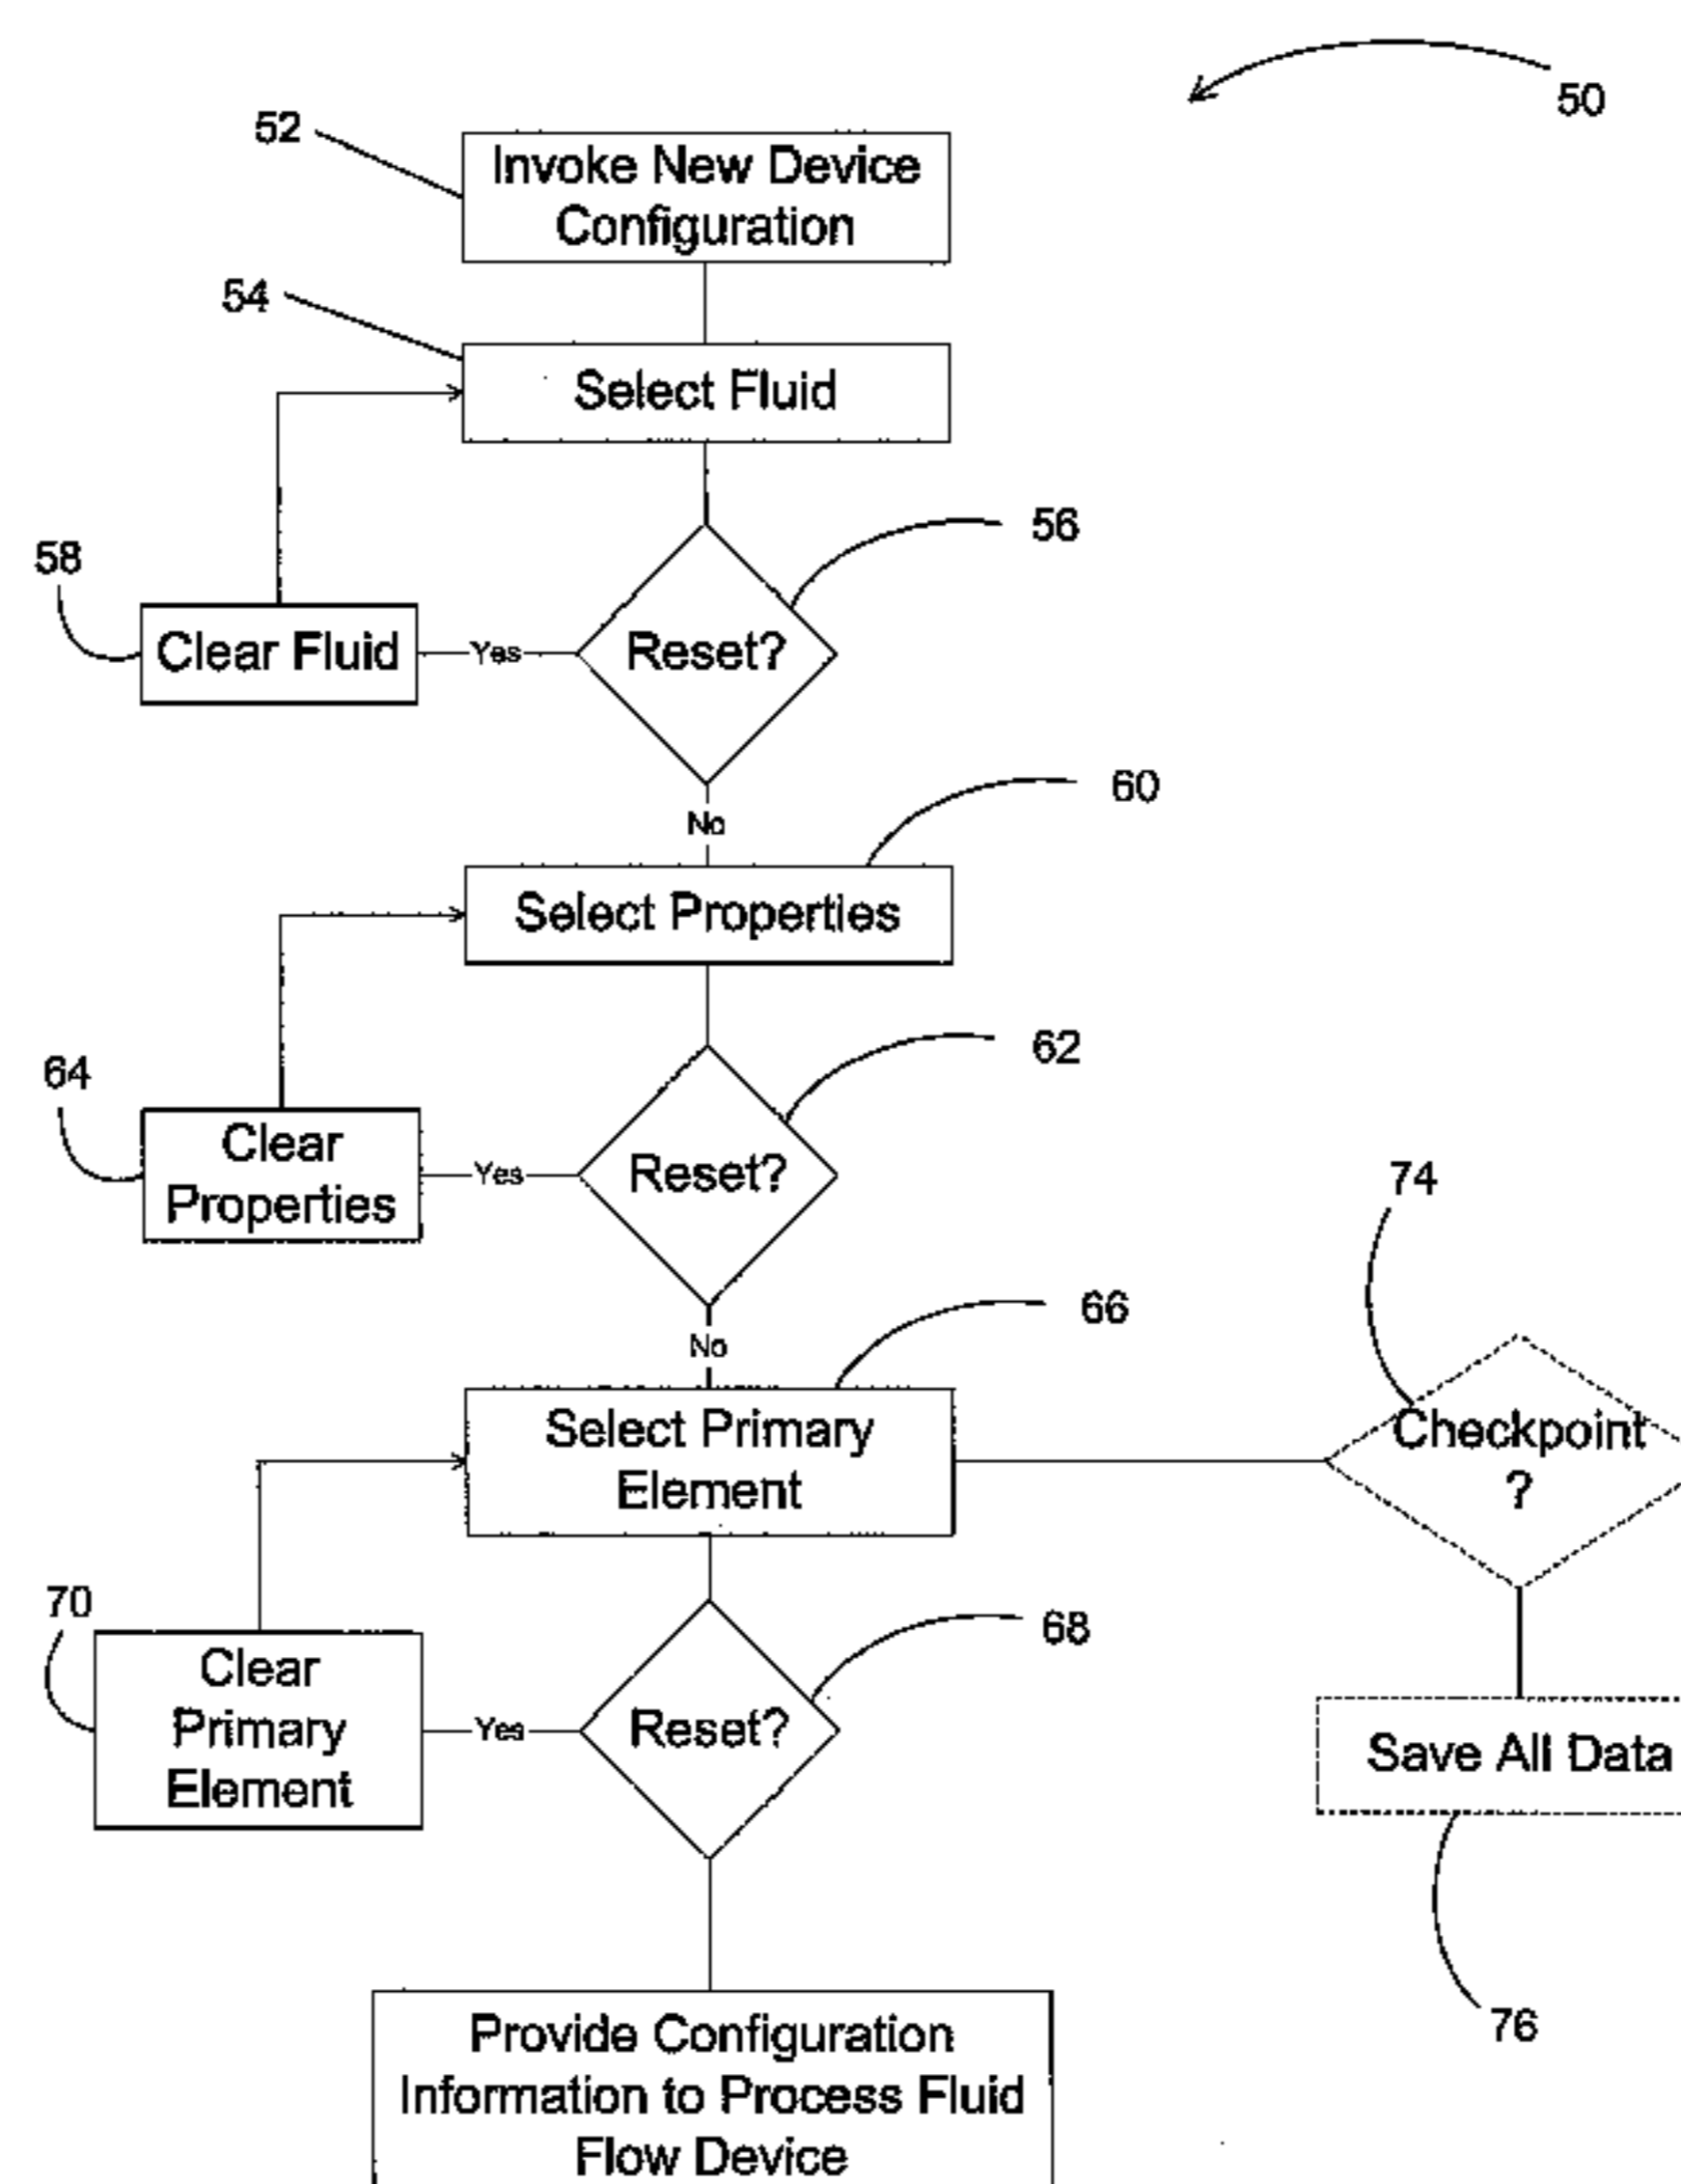 50
52
Invoke New Device
Configuration
54
Select Fluid
56
58
Clear Fluid
Yes
Reset?
No
60
Select Properties
62
64
Clear
Properties
Yes
Reset?
No
66
74
Select Primary
Element
Checkpoint
?
70
68
Clear
Primary
Element
Yes
Reset?
Save All Data
76
Provide Configuration
Information to Process Fluid
Flow Device